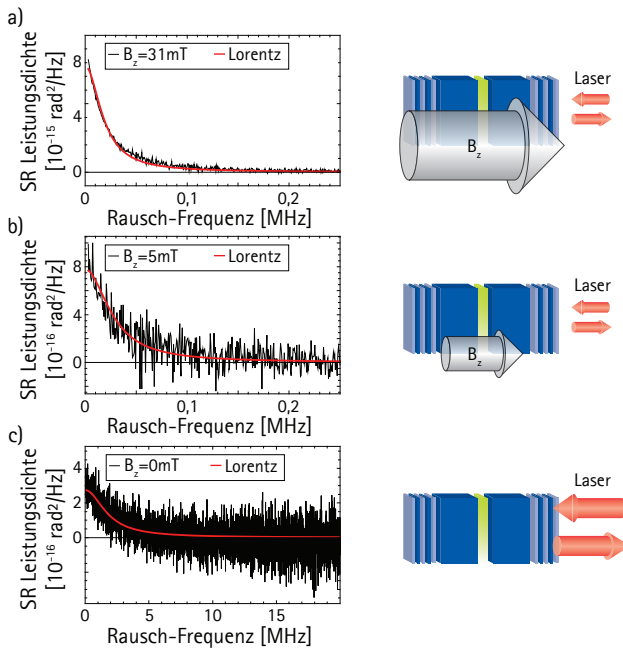 a)
SR Leistungsdichte
[10⁻¹⁵ rad²/Hz]
8
4
0
B_z=31mT
Lorentz
0
0,1
0,2
Rausch-Frequenz [MHz]
Laser
B_z
b)
SR Leistungsdichte
[10⁻¹⁶ rad²/Hz]
8
4
0
B_z=5mT
Lorentz
0
0,1
0,2
Rausch-Frequenz [MHz]
Laser
B_z
c)
SR Leistungsdichte
[10⁻¹⁶ rad²/Hz]
4
2
0
B_z=0mT
Lorentz
0
5
10
15
Rausch-Frequenz [MHz]
Laser